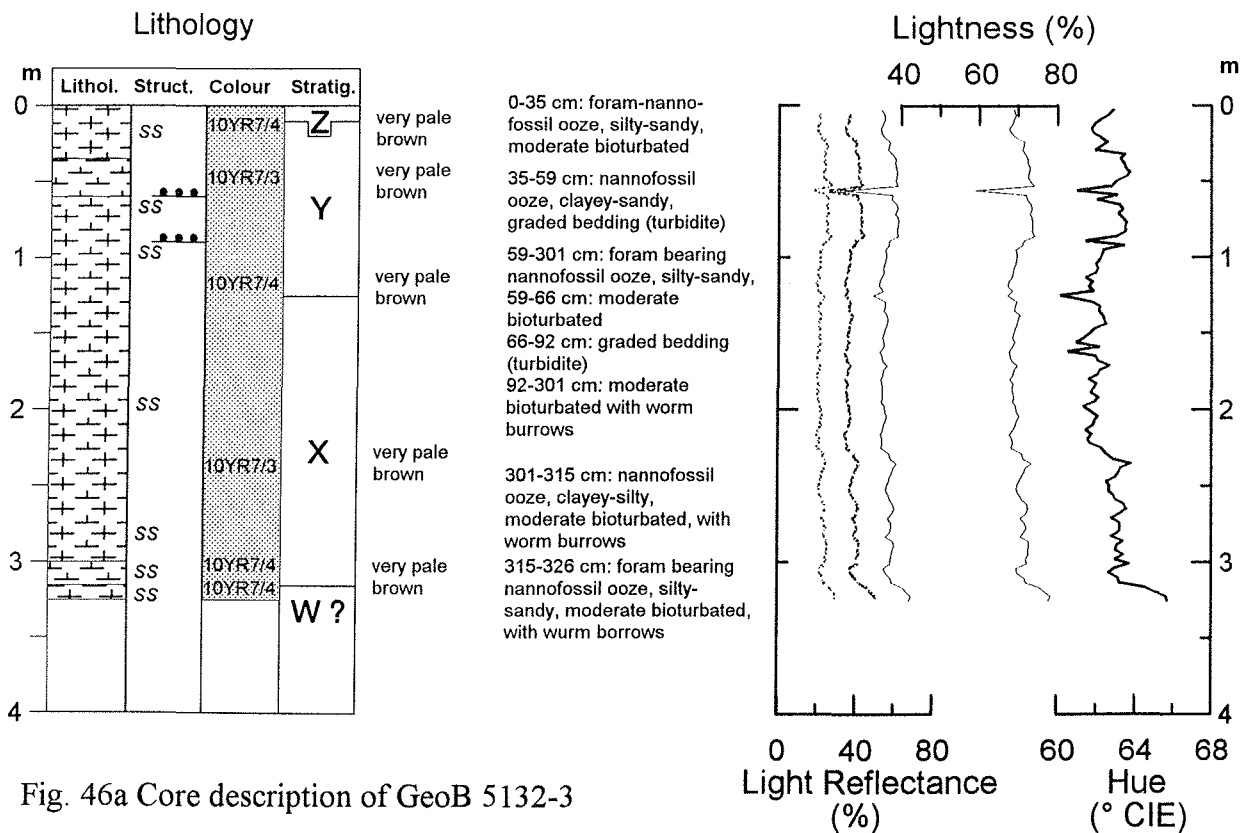 Lithology
m
Lithol. Struct. Colour Stratig.
0
1
2
3
4
SS
SS
SS
SS
SS
SS
SS
10YR7/4
10YR7/3
10YR7/4
10YR7/3
10YR7/4
10YR7/4
Z
Y
X
W ?
very pale
brown
very pale
brown
very pale
brown
very pale
brown
very pale
brown
0-35 cm: foram-nanno-
fossil ooze, silty-sandy,
moderate bioturbated
35-59 cm: nannofossil
ooze, clayey-sandy,
graded bedding (turbidite)
59-301 cm: foram bearing
nannofossil ooze, silty-sandy,
59-66 cm: moderate
bioturbated
66-92 cm: graded bedding
(turbidite)
92-301 cm: moderate
bioturbated with worm
burrows
301-315 cm: nannofossil
ooze, clayey-silty,
moderate bioturbated, with
worm burrows
315-326 cm: foram bearing
nannofossil ooze, silty-
sandy, moderate bioturbated,
with wurm borrows
Lightness (%)
40 60 80
m
0
1
2
3
4
0 40 80
Light Reflectance
(%)
60 64 68
Hue
(° CIE)
Fig. 46a Core description of GeoB 5132-3